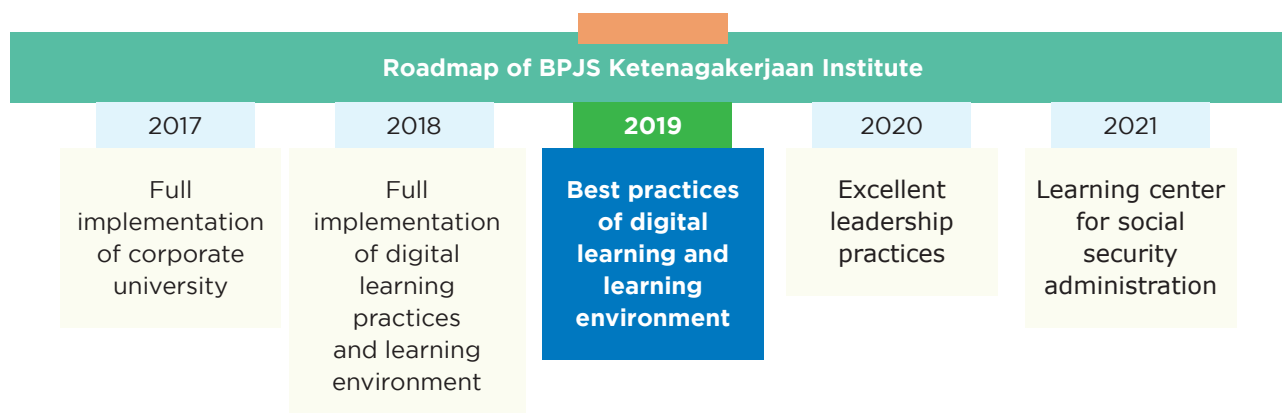 Roadmap of BPJS Ketenagakerjaan Institute
2017
Full
implementation
of corporate
university
2018
Full
implementation
of digital
learning
practices
and learning
environment
2019
Best practices
of digital
learning and
learning
environment
2020
Excellent
leadership
practices
2021
Learning center
for social
security
administration